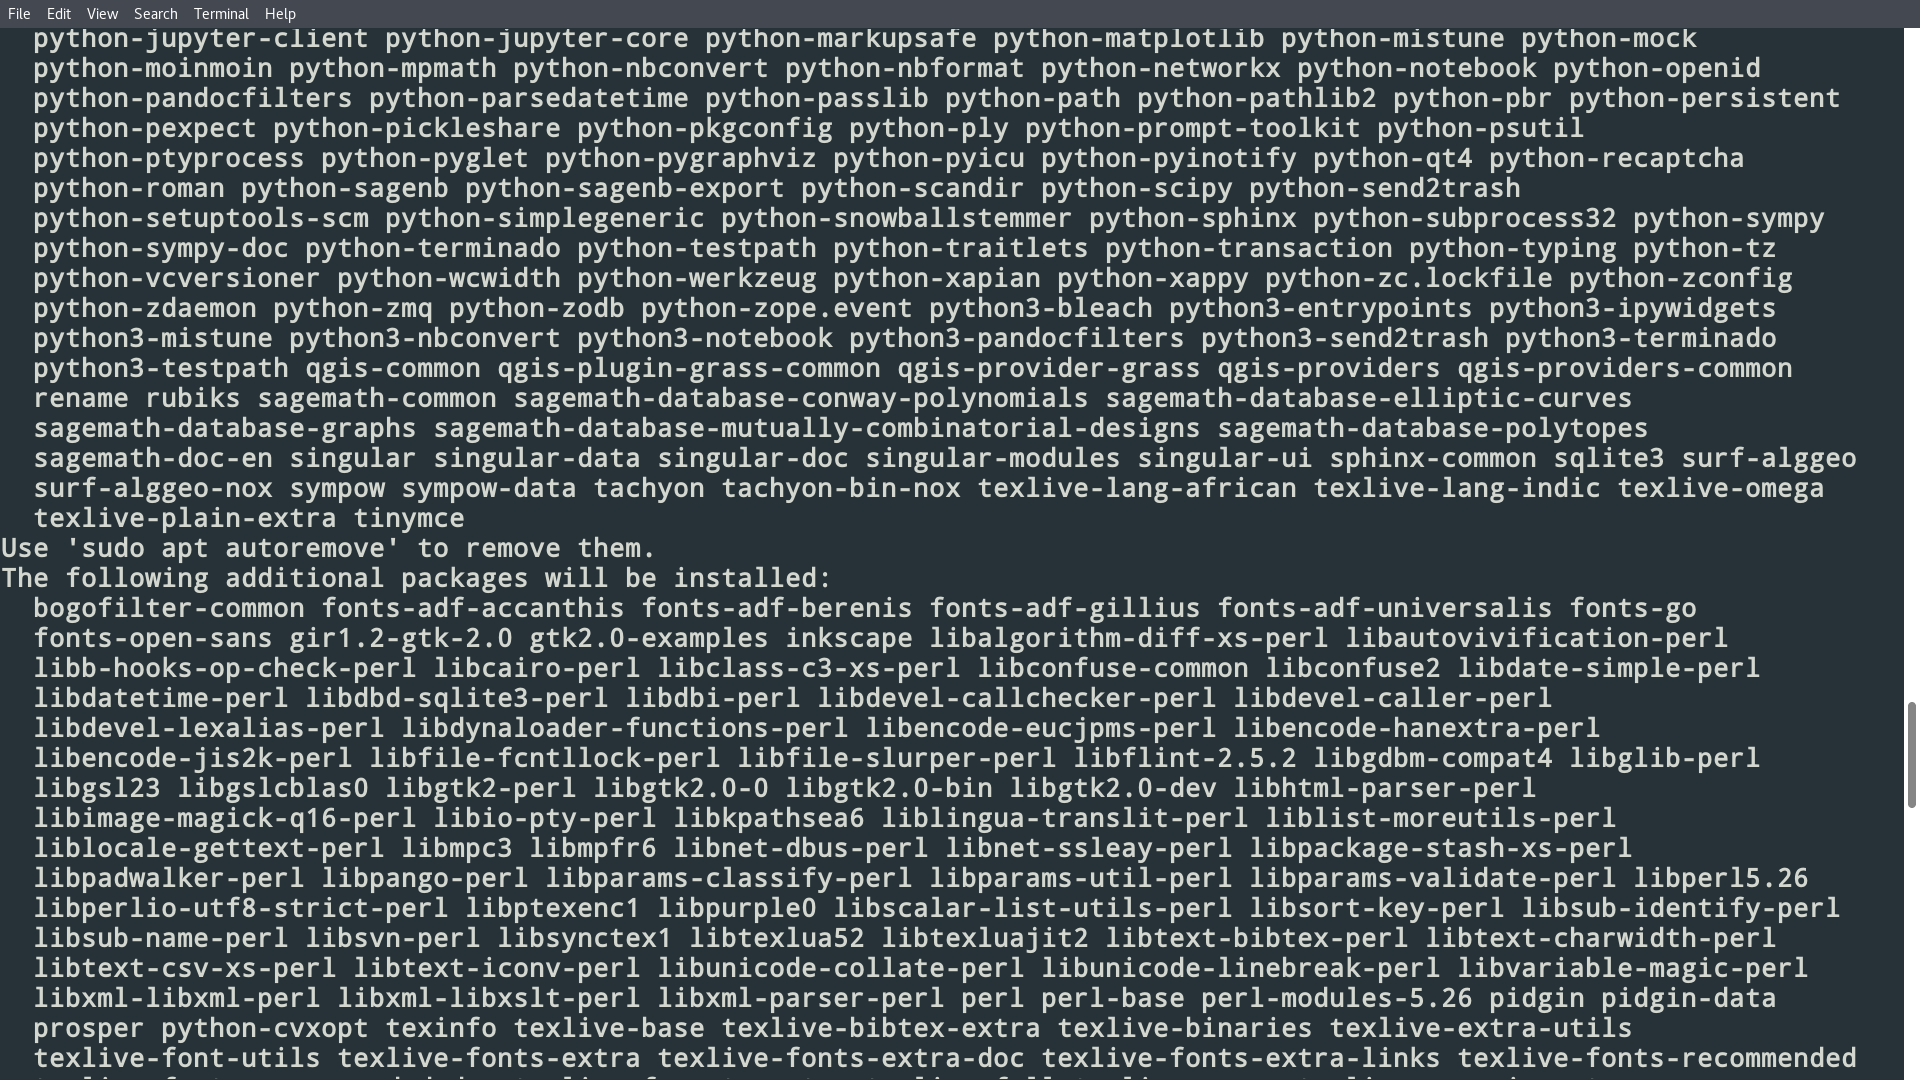 File Edit View Search Terminal Help
python-jupyter-client python-jupyter-core python-markupsafe python-matplotlib python-mistune python-mock
python-moinmoin python-mpmath python-nbconvert python-nbformat python-networkx python-notebook python-openid
python-pandocfilters python-parsedatetime python-passlib python-path python-pathlib2 python-pbr python-persistent
python-pexpect python-pickleshare python-pkgconfig python-ply python-prompt-toolkit python-psutil
python-ptyprocess python-pyglet python-pygraphviz python-pyicu python-pyinotify python-qt4 python-recaptcha
python-roman python-sagenb python-sagenb-export python-scandir python-scipy python-send2trash
python-setuptools-scm python-simplegeneric python-snowballstemmer python-sphinx python-subprocess32 python-sympy
python-sympy-doc python-terminado python-testpath python-traitlets python-transaction python-typing python-tz
python-vcversioner python-wcwidth python-werkzeug python-xapian python-xappy python-zc.lockfile python-zconfig
python-zdaemon python-zmq python-zodb python-zope.event python3-bleach python3-entrypoints python3-ipywidgets
python3-mistune python3-nbconvert python3-notebook python3-pandocfilters python3-send2trash python3-terminado
python3-testpath qgis-common qgis-plugin-grass-common qgis-provider-grass qgis-providers qgis-providers-common
rename rubiks sagemath-common sagemath-database-conway-polynomials sagemath-database-elliptic-curves
sagemath-database-graphs sagemath-database-mutually-combinatorial-designs sagemath-database-polytopes
sagemath-doc-en singular singular-data singular-doc singular-modules singular-ui sphinx-common sqlite3 surf-alggeo
surf-alggeo-nox sympow sympow-data tachyon tachyon-bin-nox texlive-lang-african texlive-lang-indic texlive-omega
texlive-plain-extra tinymce
Use 'sudo apt autoremove' to remove them.
The following additional packages will be installed:
bogofilter-common fonts-adf-accanthis fonts-adf-berenis fonts-adf-gillius fonts-adf-universalis fonts-go
fonts-open-sans gir1.2-gtk-2.0 gtk2.0-examples inkscape libalgorithm-diff-xs-perl libautovivification-perl
libb-hooks-op-check-perl libcairo-perl libclass-c3-xs-perl libconfuse-common libconfuse2 libdate-simple-perl
libdatetime-perl libdbd-sqlite3-perl libdbi-perl libdevel-callchecker-perl libdevel-caller-perl
libdevel-lexalias-perl libdynaloader-functions-perl libencode-eucjpms-perl libencode-hanextra-perl
libencode-jis2k-perl libfile-fcntllock-perl libfile-slurper-perl libflint-2.5.2 libgdbm-compat4 libglib-perl
libgsl23 libgslcblas0 libgtk2-perl libgtk2.0-0 libgtk2.0-bin libgtk2.0-dev libhtml-parser-perl
libimage-magick-q16-perl libio-pty-perl libkpathsea6 liblingua-translit-perl liblist-moreutils-perl
liblocale-gettext-perl libmpc3 libmpfr6 libnet-dbus-perl libnet-ssleay-perl libpackage-stash-xs-perl
libpadwalker-perl libpango-perl libparams-classify-perl libparams-util-perl libparams-validate-perl libperl5.26
libperlio-utf8-strict-perl libptexenc1 libpurple0 libscalar-list-utils-perl libsort-key-perl libsub-identify-perl
libsub-name-perl libsvn-perl libsynctex1 libtexlua52 libtexluajit2 libtext-bibtex-perl libtext-charwidth-perl
libtext-csv-xs-perl libtext-iconv-perl libunicode-collate-perl libunicode-linebreak-perl libvariable-magic-perl
libxml-libxml-perl libxml-libxslt-perl libxml-parser-perl perl perl-base perl-modules-5.26 pidgin pidgin-data
prosper python-cvxopt texinfo texlive-base texlive-bibtex-extra texlive-binaries texlive-extra-utils
texlive-font-utils texlive-fonts-extra texlive-fonts-extra-doc texlive-fonts-extra-links texlive-fonts-recommended